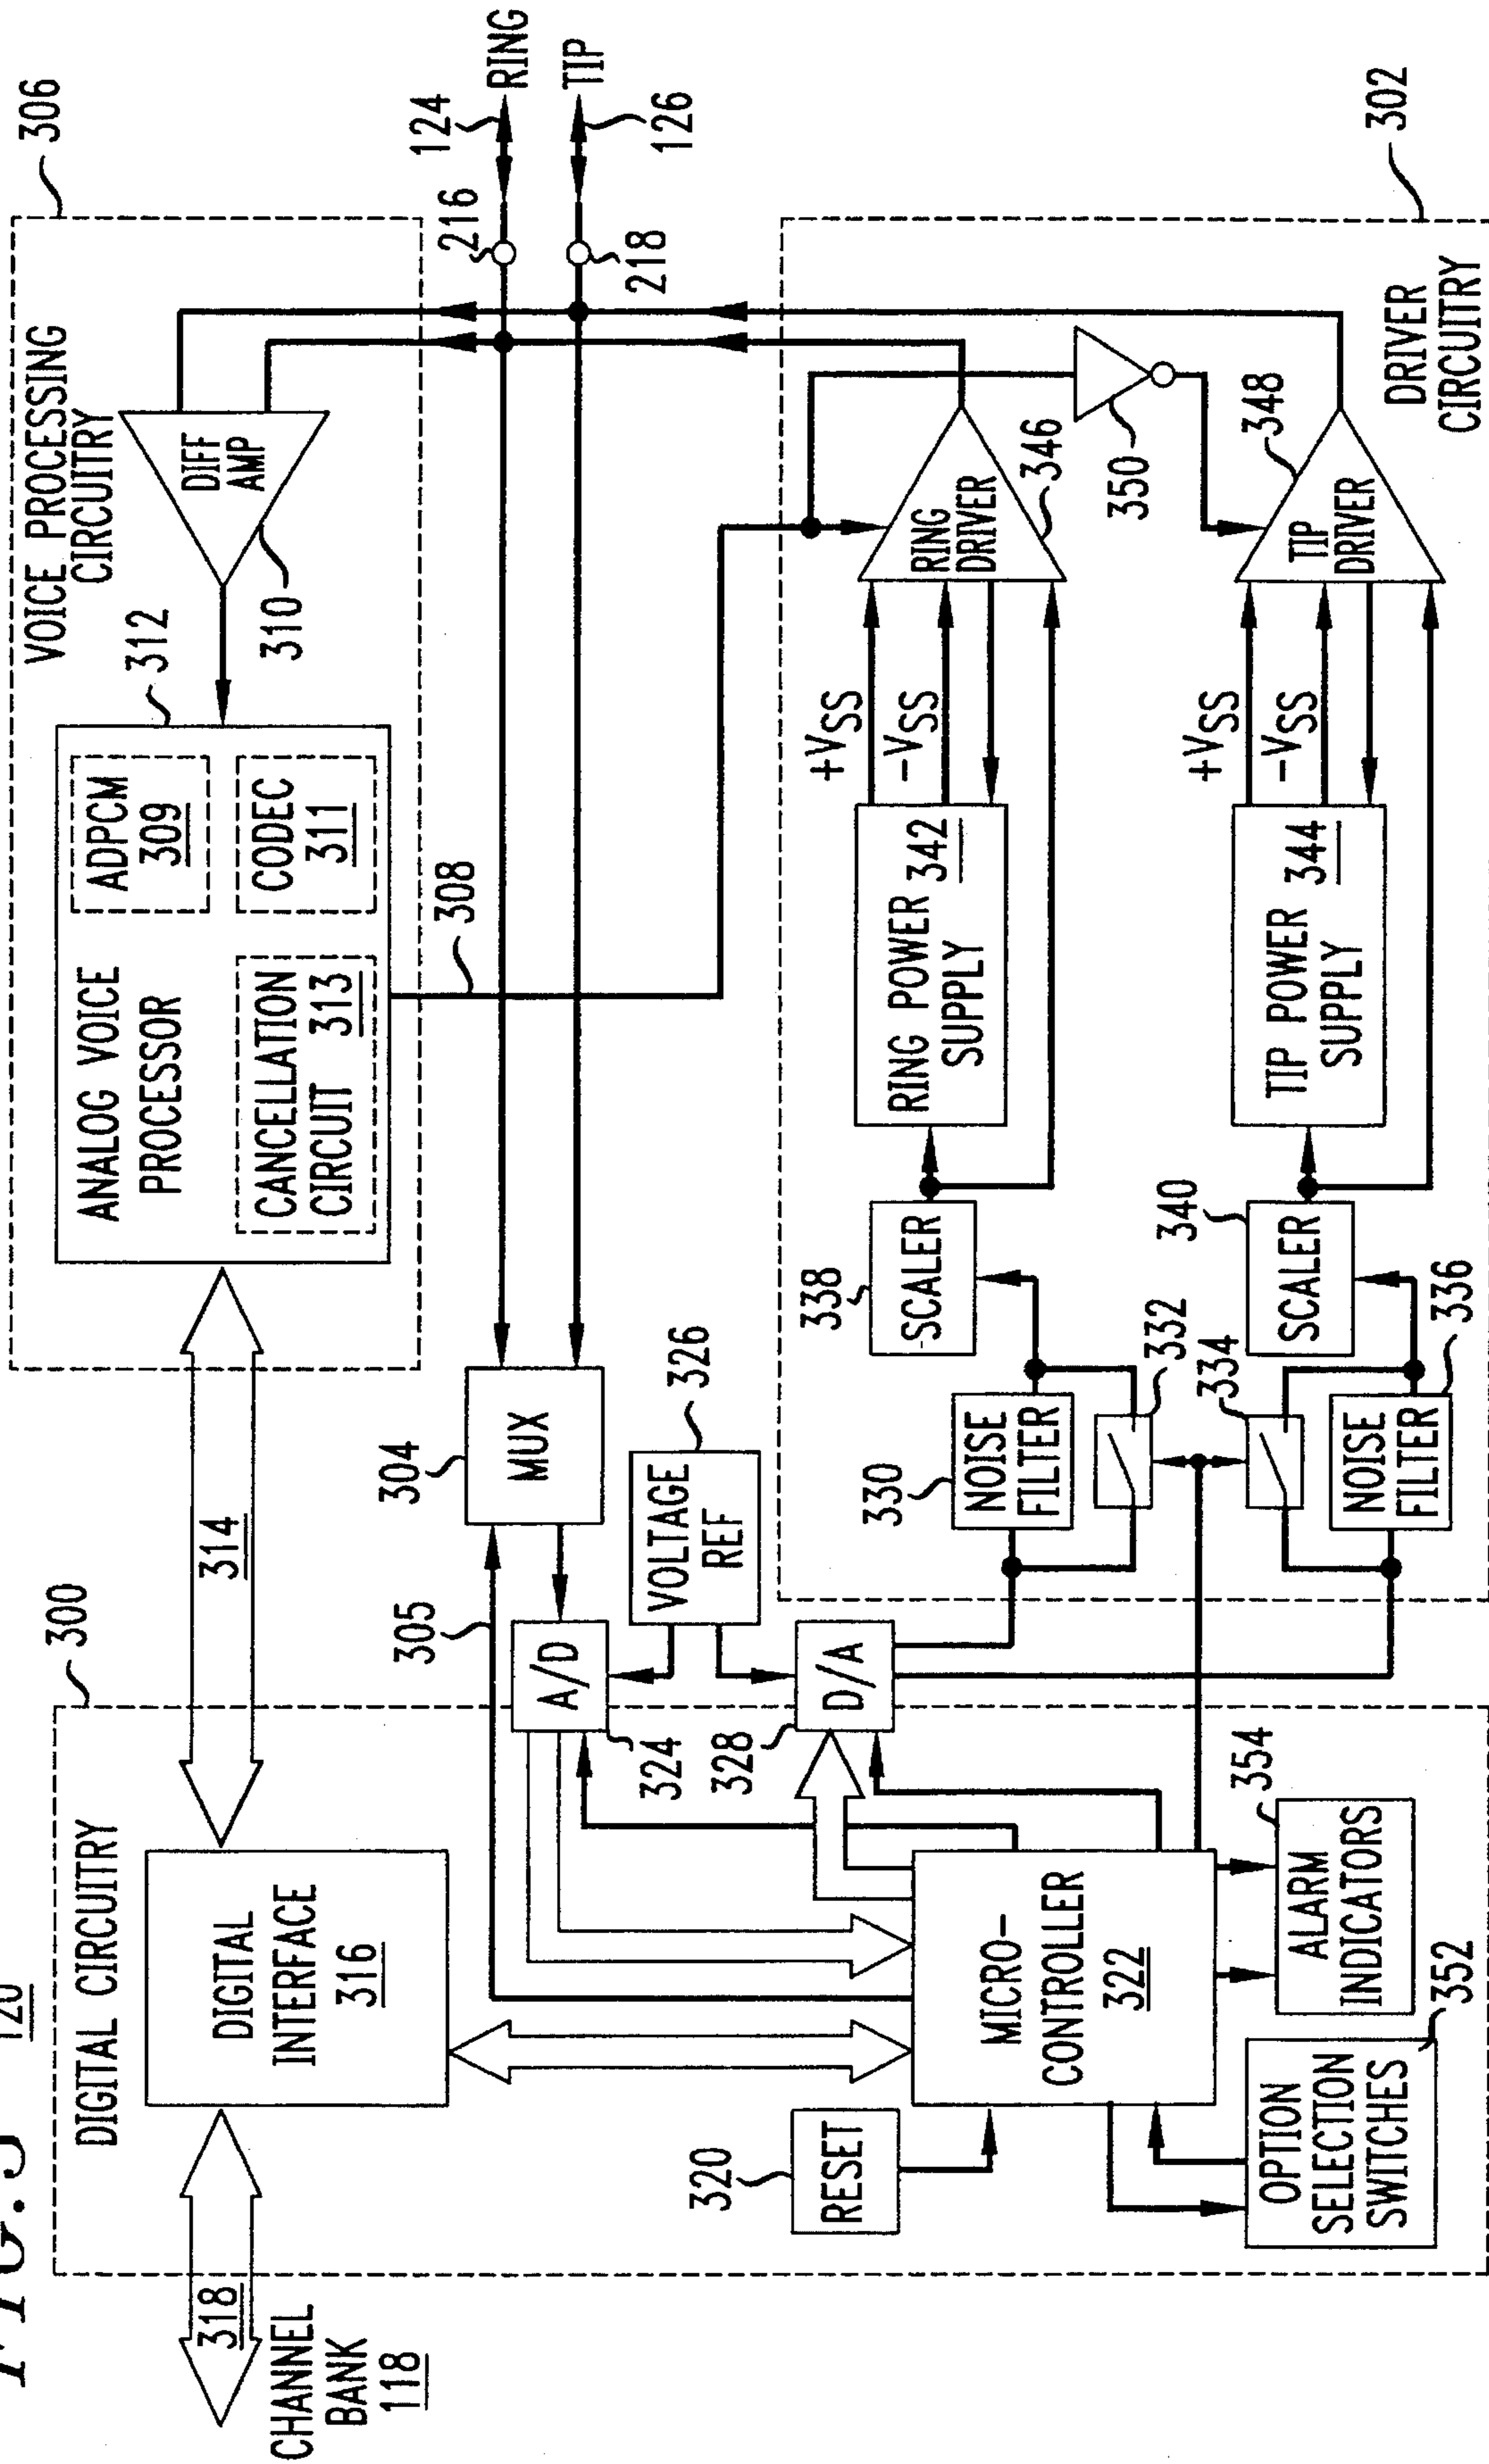 FIG. 3 120
VOICE PROCESSING
CIRCUITRY
306
DIFF
AMP
310
312
ANALOG VOICE
PROCESSOR
ADPCM
309
CODEC
311
CANCELLATION
CIRCUIT 313
308
314
124
RING
216
TIP
126
218
300
DIGITAL CIRCUITRY
DIGITAL
INTERFACE
316
318
CHANNEL
BANK
118
304
MUX
305
326
VOLTAGE
REF
A/D
324
D/A
328
MICRO-
CONTROLLER
322
320
RESET
OPTION
SELECTION
SWITCHES
352
ALARM
INDICATORS
354
302
DRIVER
CIRCUITRY
330
NOISE
FILTER
332
334
NOISE
FILTER
336
338
SCALER
340
SCALER
RING POWER
SUPPLY
342
+VSS
-VSS
RING
DRIVER
346
350
TIP POWER
SUPPLY
344
+VSS
-VSS
TIP
DRIVER
348